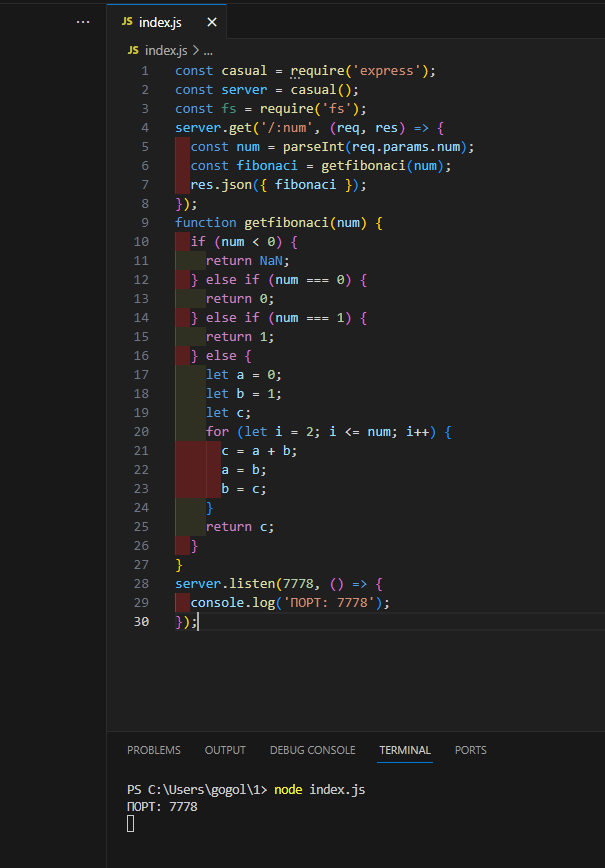 ...
JS index.js ×
JS index.js > ...
1 const casual = require('express');
2 const server = casual();
3 const fs = require('fs');
4 server.get('/:num', (req, res) => {
5   const num = parseInt(req.params.num);
6   const fibonaci = getfibonaci(num);
7   res.json({ fibonaci });
8 });
9 function getfibonaci(num) {
10   if (num < 0) {
11     return NaN;
12   } else if (num === 0) {
13     return 0;
14   } else if (num === 1) {
15     return 1;
16   } else {
17     let a = 0;
18     let b = 1;
19     let c;
20     for (let i = 2; i <= num; i++) {
21       c = a + b;
22       a = b;
23       b = c;
24     }
25     return c;
26   }
27 }
28 server.listen(7778, () => {
29   console.log('ПОРТ: 7778');
30 });
PROBLEMS OUTPUT DEBUG CONSOLE TERMINAL PORTS
PS C:\Users\gogol\1> node index.js
ПОРТ: 7778